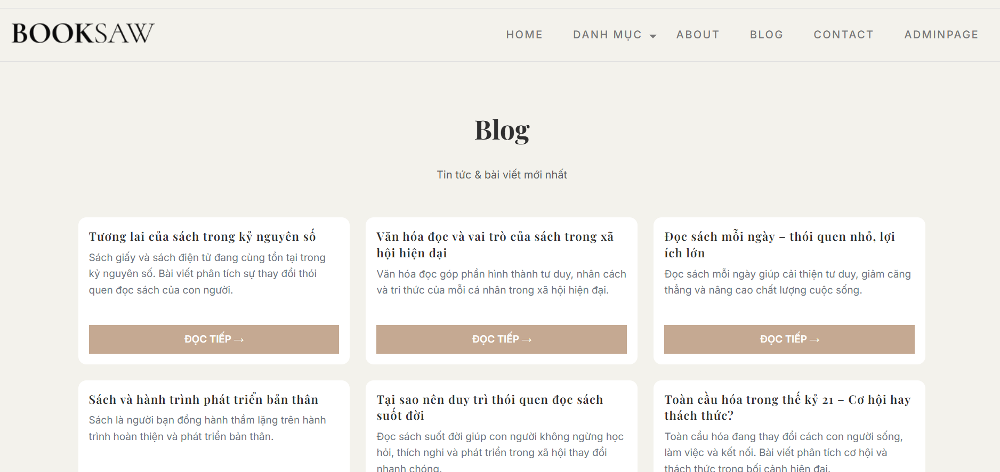 BOOKSAW
HOME DANH MỤC ABOUT BLOG CONTACT ADMINPAGE
Blog
Tin tức & bài viết mới nhất
Tương lai của sách trong kỷ nguyên số
Sách giấy và sách điện tử đang cùng tồn tại trong
kỷ nguyên số. Bài viết phân tích sự thay đổi thói
quen đọc sách của con người.
ĐỌC TIẾP →
Văn hóa đọc và vai trò của sách trong xã
hội hiện đại
Văn hóa đọc góp phần hình thành tư duy, nhân cách
và tri thức của mỗi cá nhân trong xã hội hiện đại.
ĐỌC TIẾP →
Đọc sách mỗi ngày – thói quen nhỏ, lợi
ích lớn
Đọc sách mỗi ngày giúp cải thiện tư duy, giảm căng
thẳng và nâng cao chất lượng cuộc sống.
ĐỌC TIẾP →
Sách và hành trình phát triển bản thân
Sách là người bạn đồng hành thầm lặng trên hành
trình hoàn thiện và phát triển bản thân.
Tại sao nên duy trì thói quen đọc sách
suốt đời
Đọc sách suốt đời giúp con người không ngừng học
hỏi, thích nghi và phát triển trong xã hội thay đổi
nhanh chóng.
Toàn cầu hóa trong thế kỷ 21 – Cơ hội hay
thách thức?
Toàn cầu hóa đang thay đổi cách con người sống,
làm việc và kết nối. Bài viết phân tích cơ hội và
thách thức trong bối cảnh hiện đại.